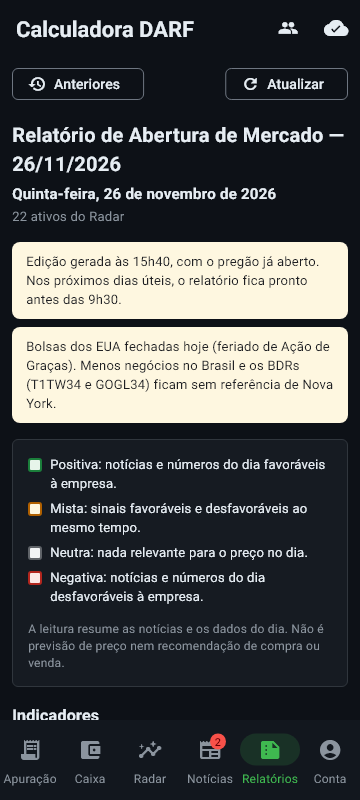 Calculadora DARF
Anteriores
Atualizar
Relatório de Abertura de Mercado —
26/11/2026
Quinta-feira, 26 de novembro de 2026
22 ativos do Radar
Edição gerada às 15h40, com o pregão já aberto.
Nos próximos dias úteis, o relatório fica pronto
antes das 9h30.
Bolsas dos EUA fechadas hoje (feriado de Ação de
Graças). Menos negócios no Brasil e os BDRs
(T1TW34 e GOGL34) ficam sem referência de Nova
York.
Positiva: notícias e números do dia favoráveis
à empresa.
Mista: sinais favoráveis e desfavoráveis ao
mesmo tempo.
Neutra: nada relevante para o preço no dia.
Negativa: notícias e números do dia
desfavoráveis à empresa.
A leitura resume as notícias e os dados do dia. Não é
previsão de preço nem recomendação de compra ou
venda.
Indicadores
2
Apuração
Caixa
Radar
Notícias
Relatórios
Conta